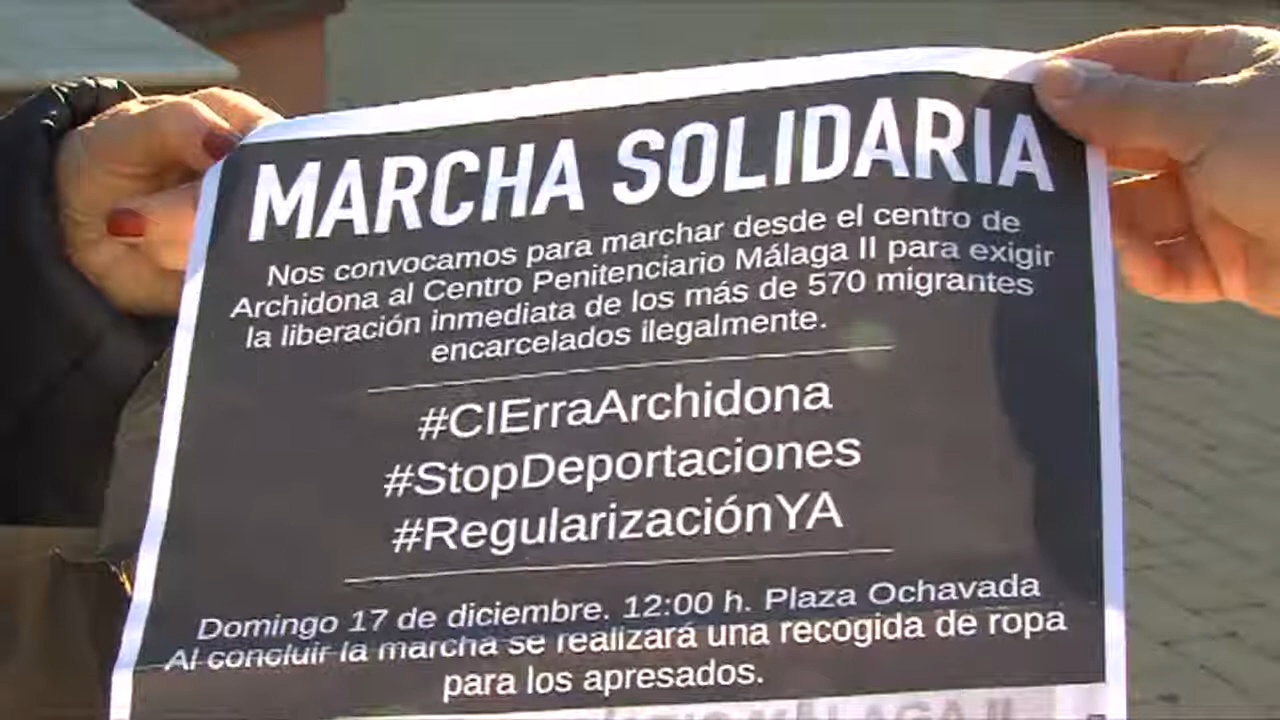 MARCHA SOLIDARIA
Nos convocamos para marchar desde el centro de
Archidona al Centro Penitenciario Málaga II para exigir
la liberación inmediata de los más de 570 migrantes
encarcelados ilegalmente.
#CIErraArchidona
#StopDeportaciones
#RegularizaciónYA
Domingo 17 de diciembre. 12:00 h. Plaza Ochavada
Al concluir la marcha se realizará una recogida de ropa
para los apresados.
MÁLAGA II